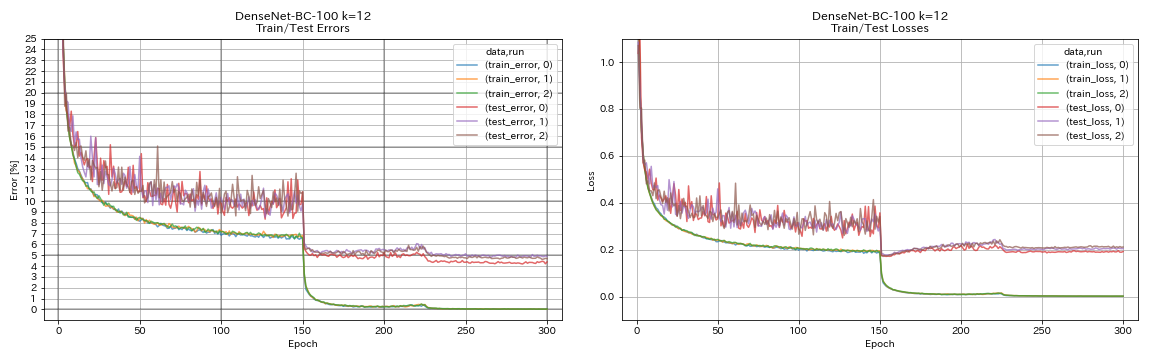 DenseNet-BC-100 k=12
Train/Test Errors
25
24
23
22
21
20
19
18
17
16
15
14
13
12
11
10
9
8
7
6
5
4
3
2
1
0
Error [%]
0 50 100 150 200 250 300
Epoch
data,run
(train_error, 0)
(train_error, 1)
(train_error, 2)
(test_error, 0)
(test_error, 1)
(test_error, 2)
DenseNet-BC-100 k=12
Train/Test Losses
1.0
0.8
0.6
0.4
0.2
0.0
Loss
0 50 100 150 200 250 300
Epoch
data,run
(train_loss, 0)
(train_loss, 1)
(train_loss, 2)
(test_loss, 0)
(test_loss, 1)
(test_loss, 2)